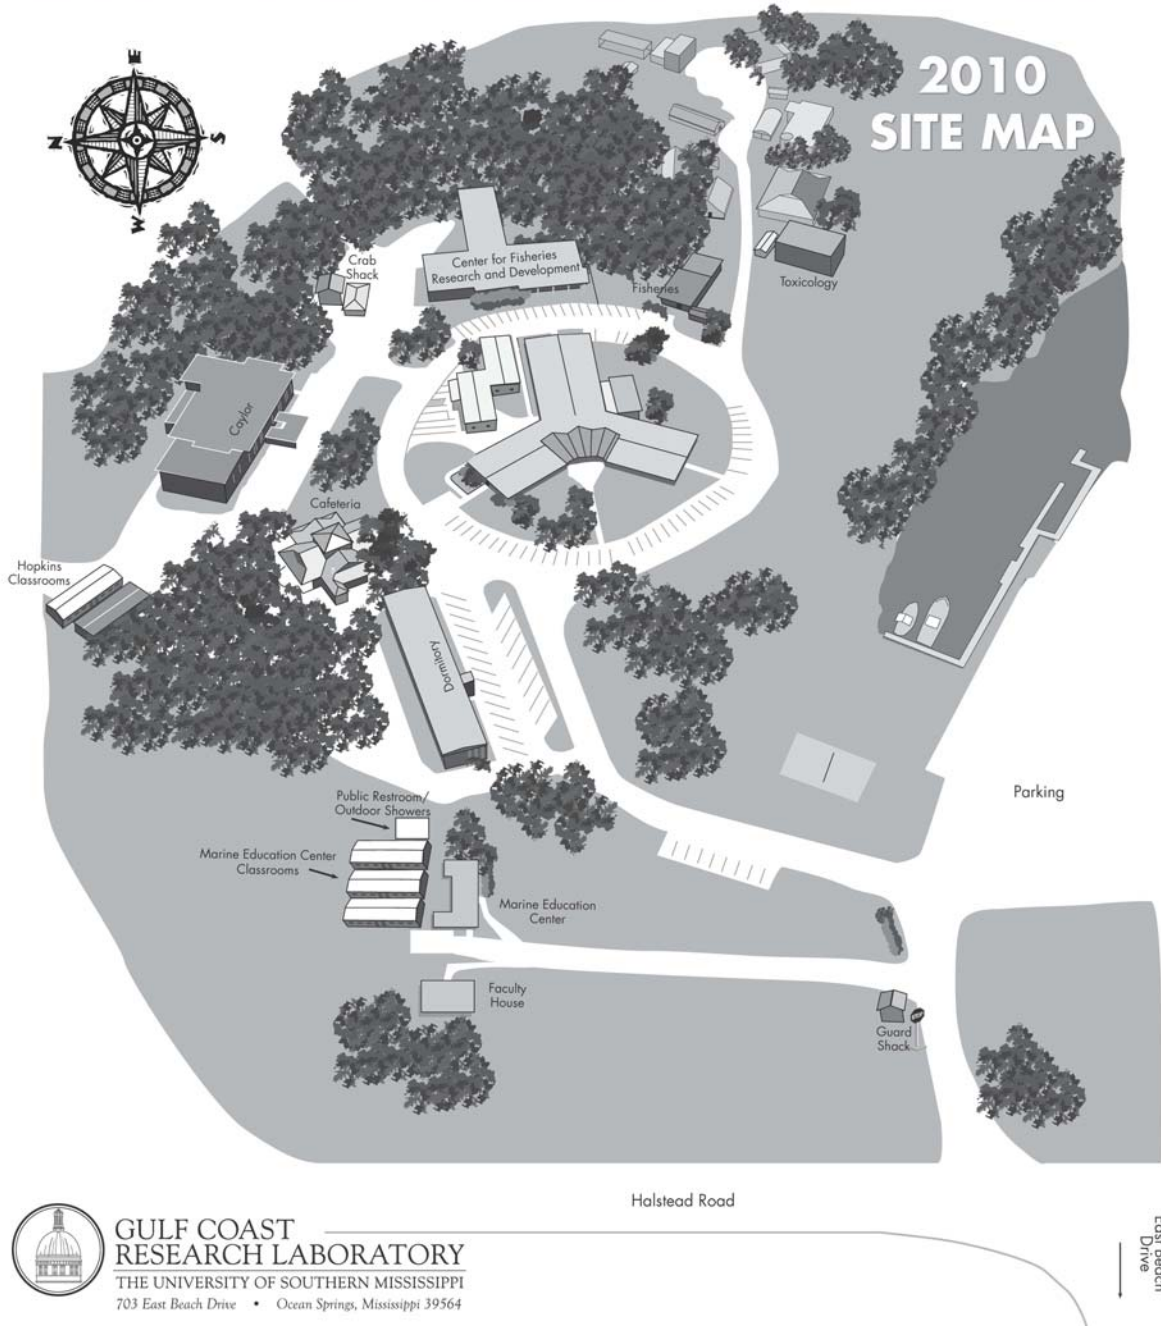 E
N
S
W
2010
SITE MAP
Crab
Shack
Center for Fisheries
Research and Development
Fisheries
Toxicology
Caylor
Cafeteria
Hopkins
Classrooms
Dormitory
Parking
Public Restroom/
Outdoor Showers
Marine Education Center
Classrooms
Marine Education
Center
Faculty
House
Guard
Shack
Halstead Road
East Beach
Drive
GULF COAST
RESEARCH LABORATORY
THE UNIVERSITY OF SOUTHERN MISSISSIPPI
703 East Beach Drive • Ocean Springs, Mississippi 39564